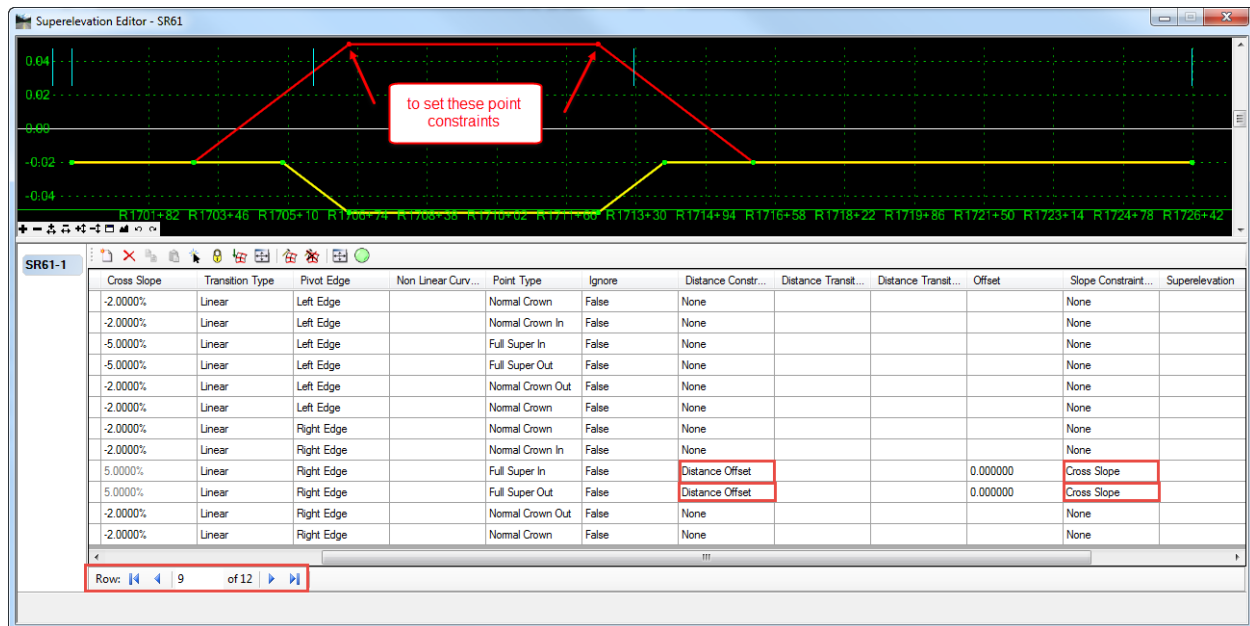 Superelevation Editor - SR61
0.04
0.02
0.00
-0.02
-0.04
to set these point
constraints
R1701+82 R1703+46 R1705+10 R1706+74 R1708+38 R1710+02 R1713+30 R1714+94 R1716+58 R1718+22 R1719+86 R1721+50 R1723+14 R1724+78 R1726+42
SR61-1
Cross Slope Transition Type Pivot Edge Non Linear Curv... Point Type Ignore Distance Constr... Distance Transit... Distance Transit... Offset Slope Constraint... Superelevation
-2.0000% Linear Left Edge Normal Crown False None None
-2.0000% Linear Left Edge Normal Crown In False None None
-5.0000% Linear Left Edge Full Super In False None None
-5.0000% Linear Left Edge Full Super Out False None None
-2.0000% Linear Left Edge Normal Crown Out False None None
-2.0000% Linear Left Edge Normal Crown False None None
-2.0000% Linear Right Edge Normal Crown False None None
-2.0000% Linear Right Edge Normal Crown In False None None
5.0000% Linear Right Edge Full Super In False Distance Offset 0.000000 Cross Slope
5.0000% Linear Right Edge Full Super Out False Distance Offset 0.000000 Cross Slope
-2.0000% Linear Right Edge Normal Crown Out False None None
-2.0000% Linear Right Edge Normal Crown False None None
Row: 9 of 12